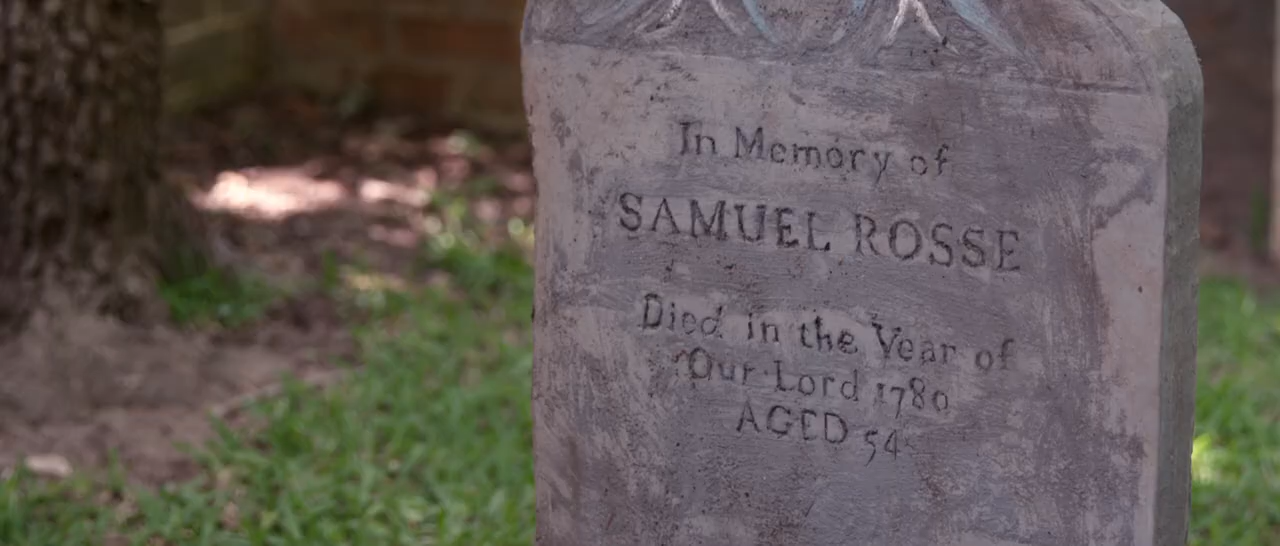 In Memory of
SAMUEL ROSSE
Died in the Year of
Our Lord 1780
AGED 54